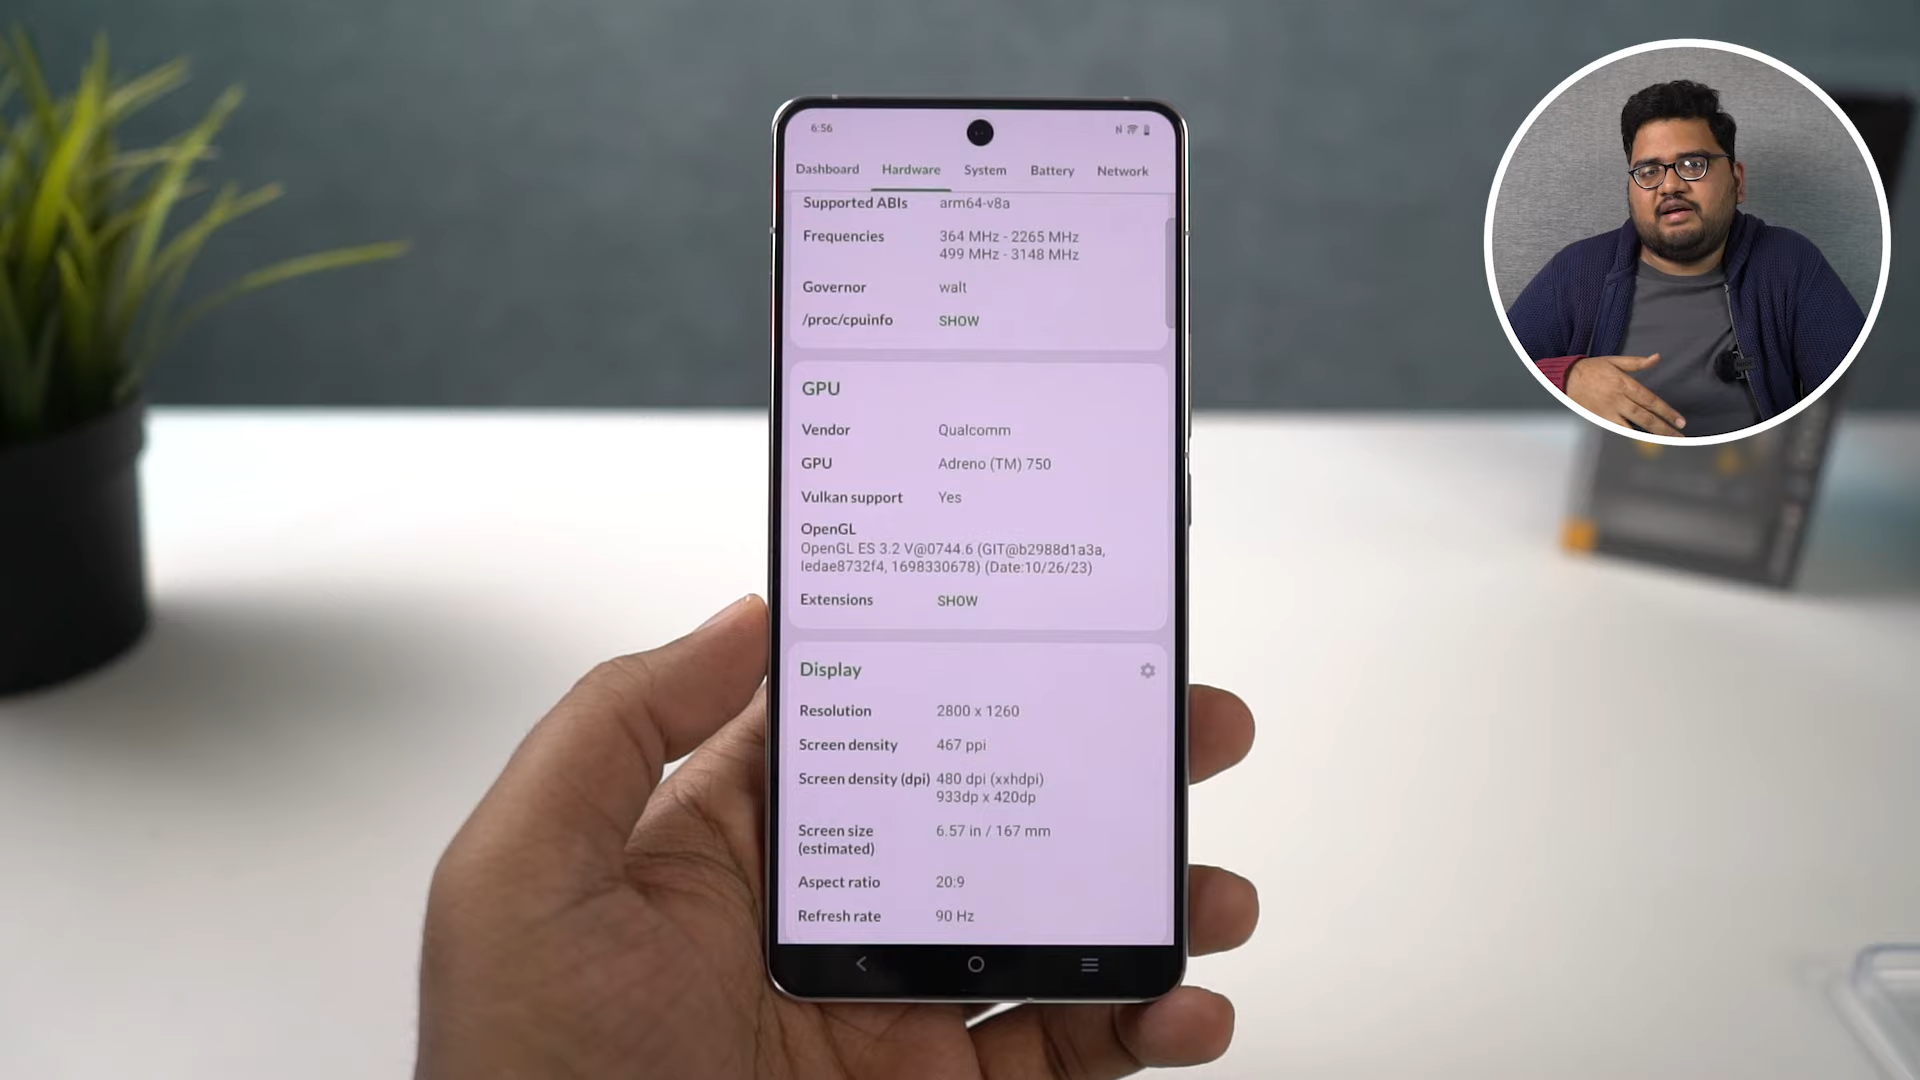 6:56
Dashboard Hardware System Battery Network
Supported ABIs arm64-v8a
Frequencies 364 MHz - 2265 MHz
499 MHz - 3148 MHz
Governor walt
/proc/cpuinfo SHOW
GPU
Vendor Qualcomm
GPU Adreno (TM) 750
Vulkan support Yes
OpenGL
OpenGL ES 3.2 V@0744.6 (GIT@b2988d1a3a,
Iedae8732f4, 1698330678) (Date:10/26/23)
Extensions SHOW
Display
Resolution 2800 x 1260
Screen density 467 ppi
Screen density (dpi) 480 dpi (xxhdpi)
933dp x 420dp
Screen size 6.57 in / 167 mm
(estimated)
Aspect ratio 20:9
Refresh rate 90 Hz